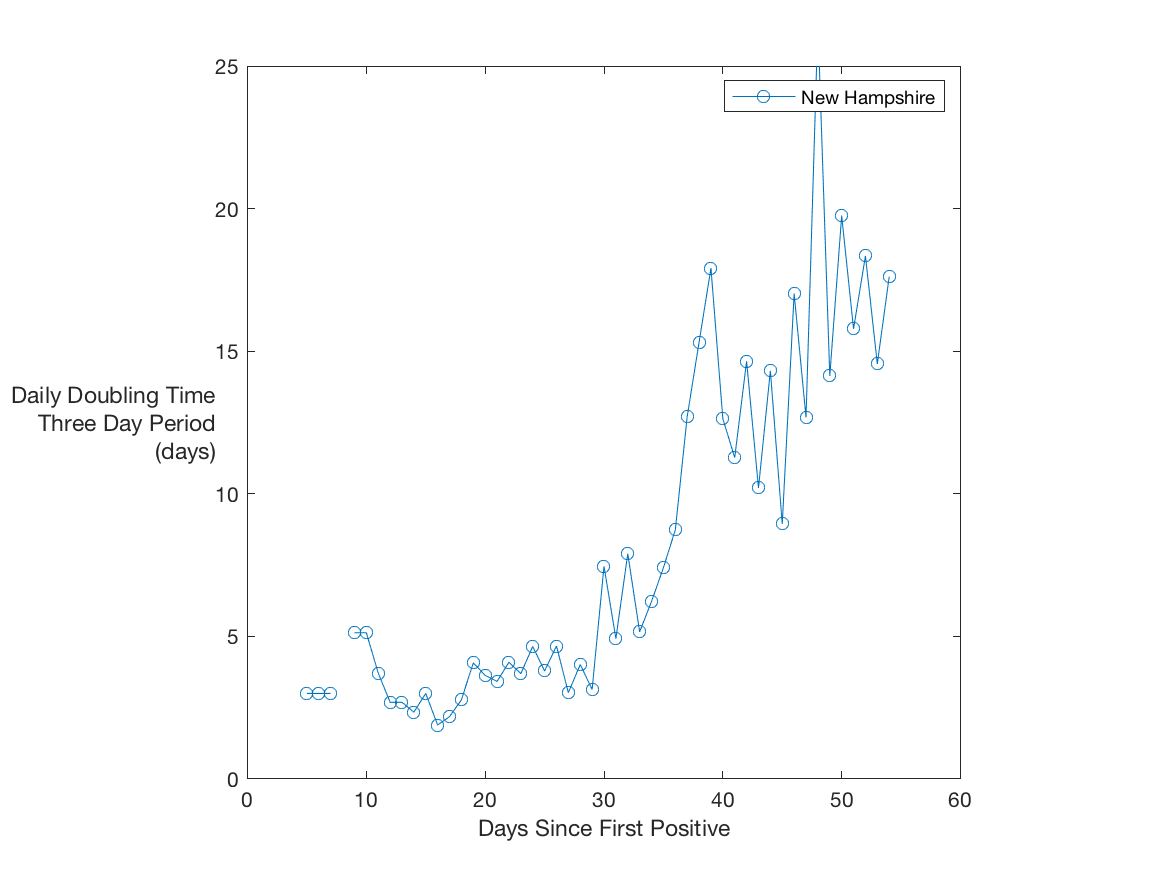 25
New Hampshire
20
15
Daily Doubling Time
Three Day Period
(days)
10
5
0
0 10 20 30 40 50 60
Days Since First Positive